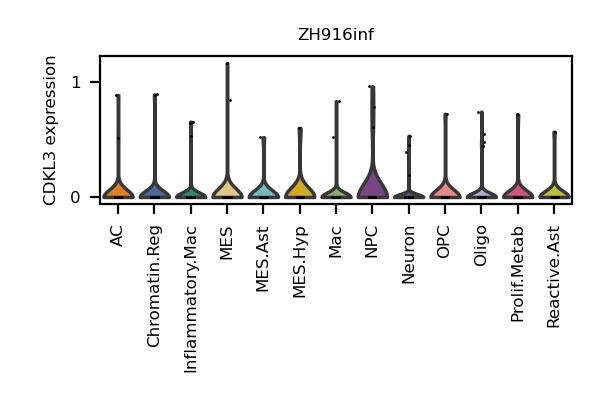 ZH916inf
CDKL3 expression
1
0
AC
Chromatin.Reg
Inflammatory.Mac
MES
MES.Ast
MES.Hyp
Mac
NPC
Neuron
OPC
Oligo
Prolif.Metab
Reactive.Ast